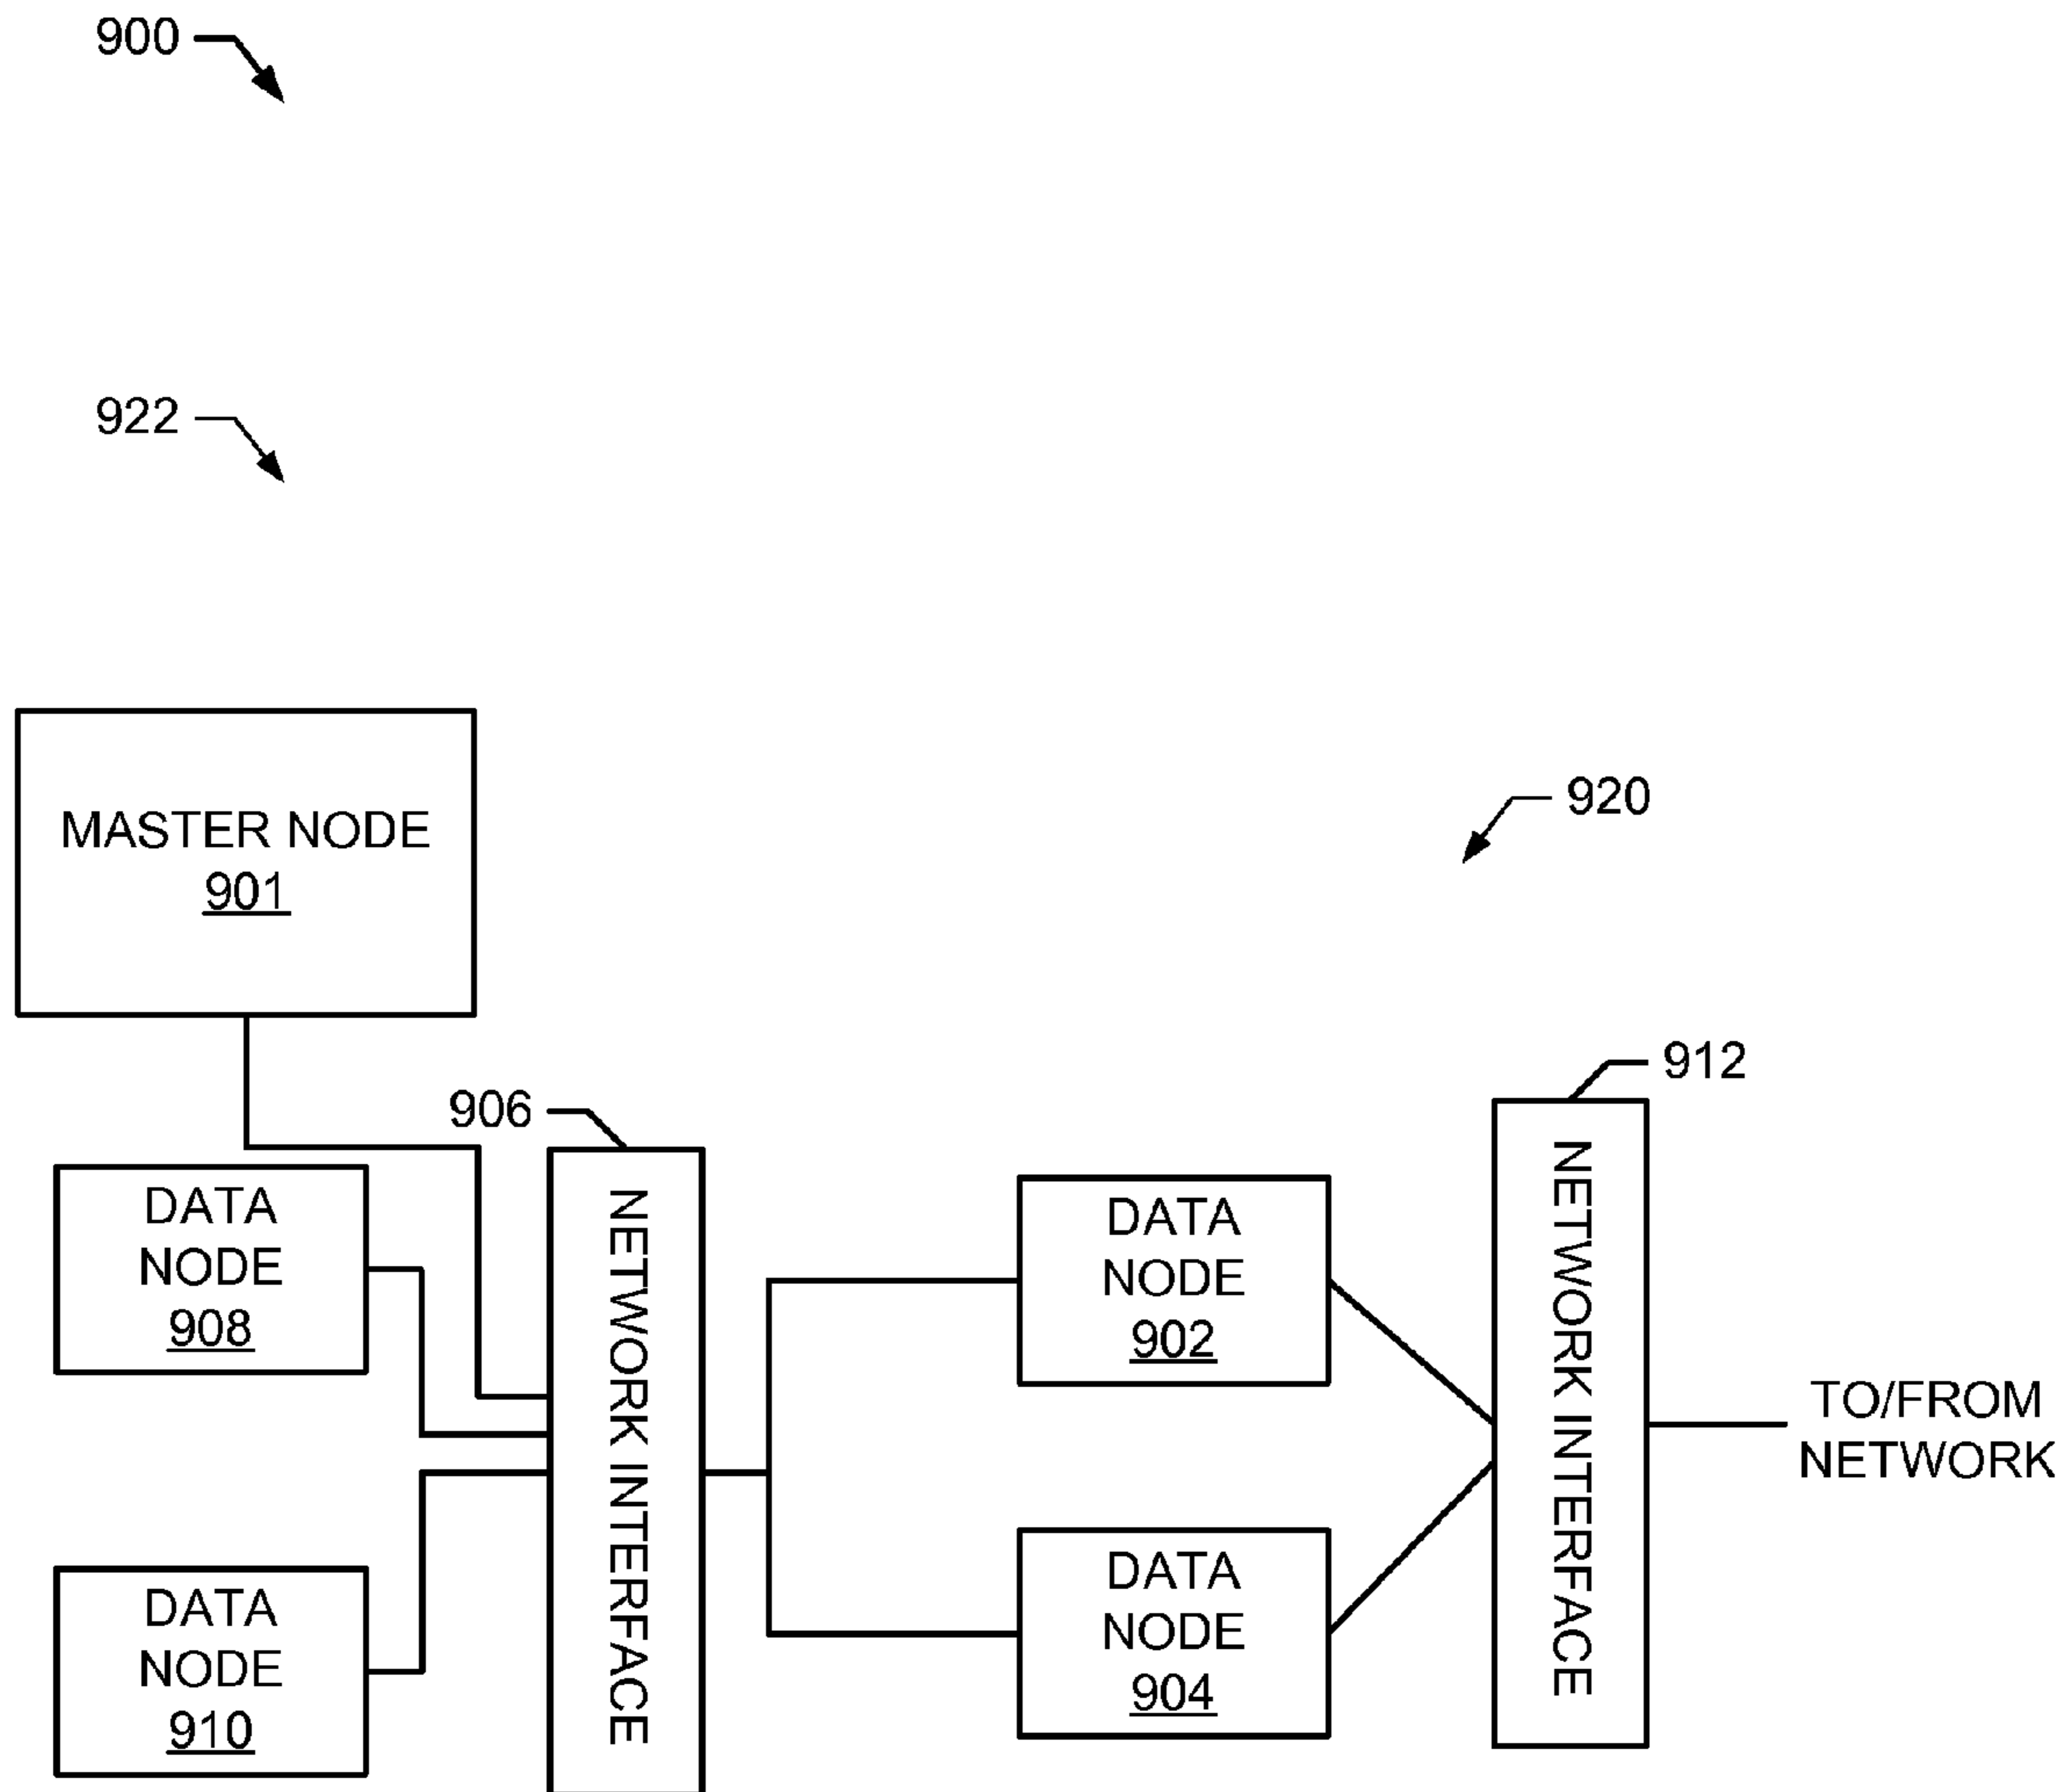 900
922
MASTER NODE
901
920
906
912
DATA
NODE
908
DATA
NODE
910
NETWORK INTERFACE
DATA
NODE
902
DATA
NODE
904
NETWORK INTERFACE
TO/FROM
NETWORK